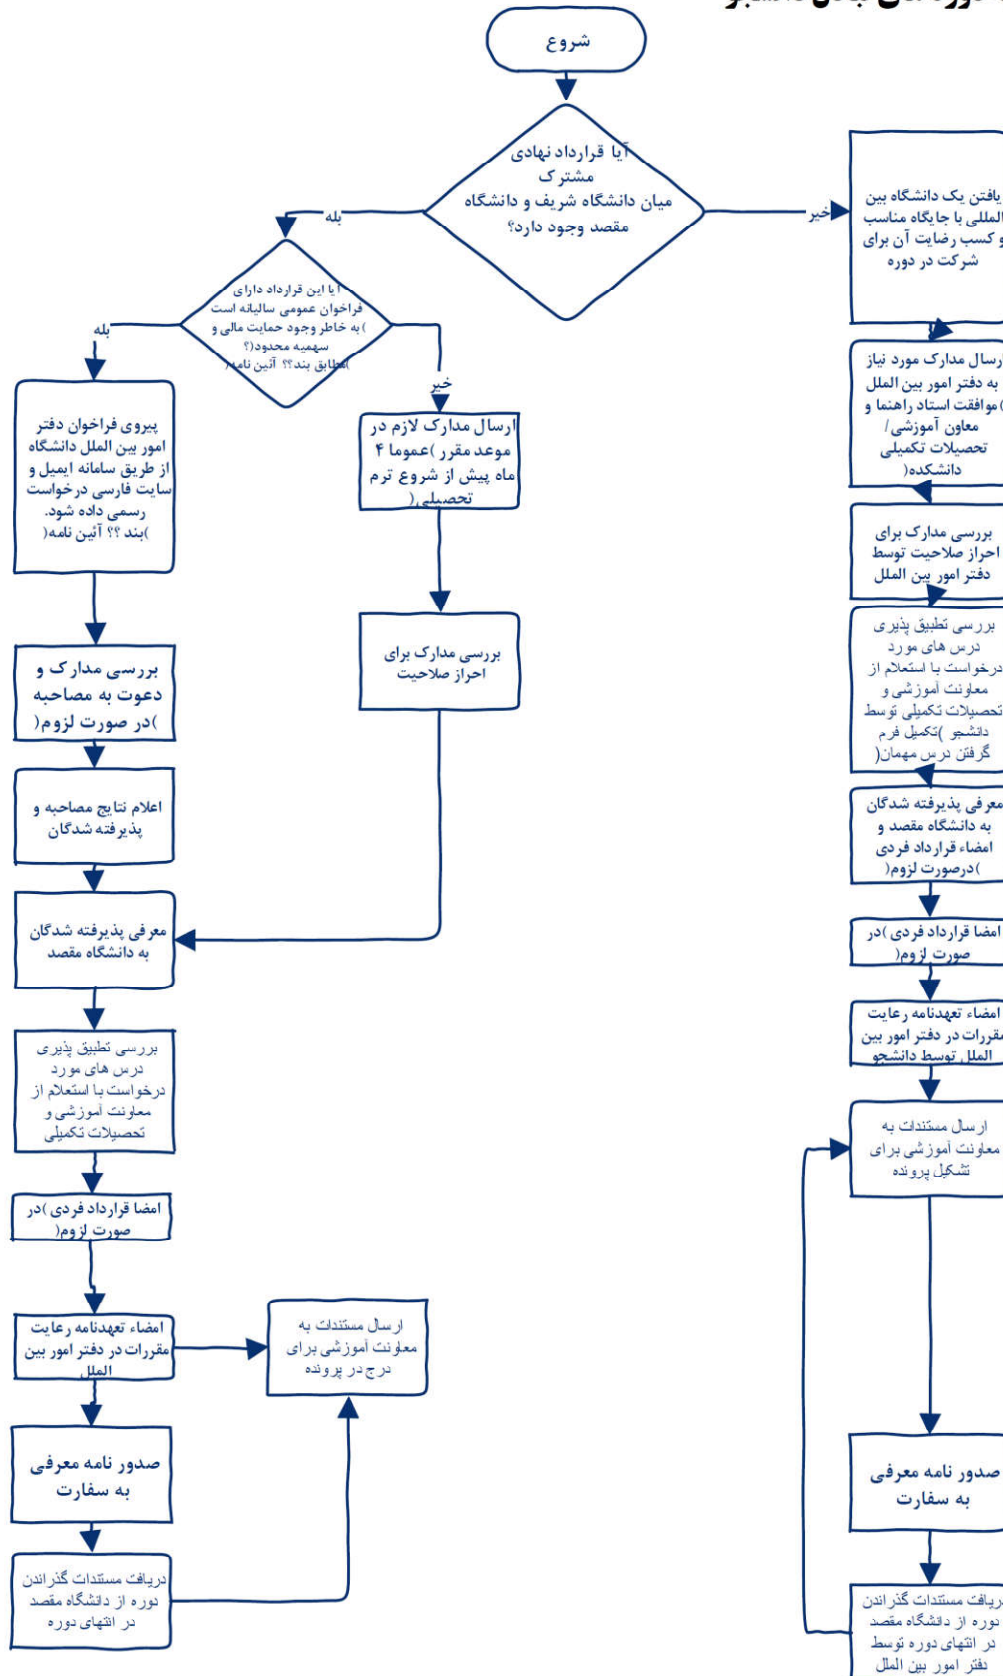 دوره های تبادل دانشجو
شروع
آیا قرارداد نهادی
مشترک
میان دانشگاه شریف و دانشگاه
مقصد وجود دارد؟
بله
خیر
آیا این قرارداد دارای
فراخوان عمومی سالیانه است
)به خاطر وجود حمایت مالی و
سهمیه محدود(؟
)مطابق بند؟؟ آئین نامه(
بله
خیر
پیروی فراخوان دفتر
امور بین الملل دانشگاه
از طریق سامانه ایمیل و
سایت فارسی درخواست
رسمی داده شود.
)بند ؟؟ آئین نامه(
بررسی مدارک و
دعوت به مصاحبه
)در صورت لزوم(
اعلام نتایج مصاحبه و
پذیرفته شدگان
معرفی پذیرفته شدگان
به دانشگاه مقصد
بررسی تطبیق پذیری
درس های مورد
درخواست با استعلام از
معاونت آموزشی و
تحصیلات تکمیلی
امضا قرارداد فردی )در
صورت لزوم(
امضاء تعهدنامه رعایت
مقررات در دفتر امور بین
الملل
صدور نامه معرفی
به سفارت
دریافت مستندات گذراندن
دوره از دانشگاه مقصد
در انتهای دوره
ارسال مستندات به
معاونت آموزشی برای
درج در پرونده
ارسال مدارک لازم در
موعد مقرر )عموما ۴
ماه پیش از شروع ترم
تحصیلی(
بررسی مدارک برای
احراز صلاحیت
یافتن یک دانشگاه بین
المللی با جایگاه مناسب
و کسب رضایت آن برای
شرکت در دوره
ارسال مدارک مورد نیاز
به دفتر امور بین الملل
)موافقت استاد راهنما و
معاون آموزشی/
تحصیلات تکمیلی
دانشکده(
بررسی مدارک برای
احراز صلاحیت توسط
دفتر امور بین الملل
بررسی تطبیق پذیری
درس های مورد
درخواست با استعلام از
معاونت آموزشی و
تحصیلات تکمیلی توسط
دانشجو )تکمیل فرم
گرفتن درس مهمان(
معرفی پذیرفته شدگان
به دانشگاه مقصد و
امضاء قرارداد فردی
)درصورت لزوم(
امضا قرارداد فردی )در
صورت لزوم(
امضاء تعهدنامه رعایت
مقررات در دفتر امور بین
الملل توسط دانشجو
ارسال مستندات به
معاونت آموزشی برای
تشکیل پرونده
صدور نامه معرفی
به سفارت
دریافت مستندات گذراندن
دوره از دانشگاه مقصد
در انتهای دوره توسط
دفتر امور بین الملل